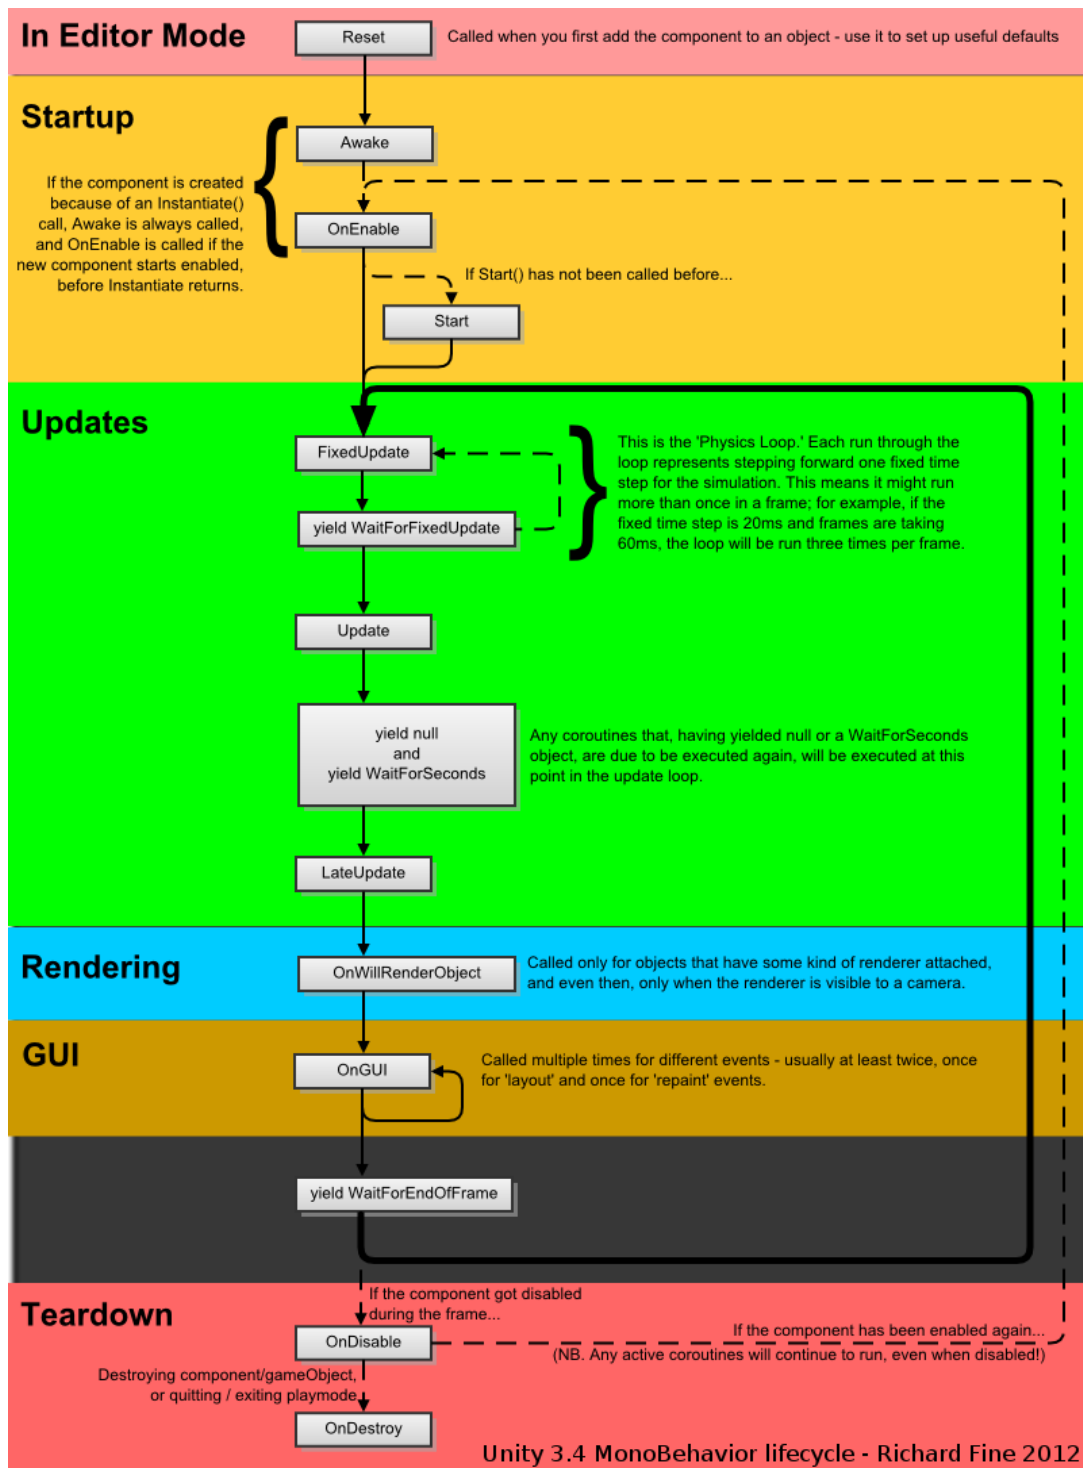 In Editor Mode
Reset
Called when you first add the component to an object - use it to set up useful defaults
Startup
Awake
If the component is created
because of an Instantiate()
call, Awake is always called,
and OnEnable is called if the
new component starts enabled,
before Instantiate returns.
OnEnable
If Start() has not been called before...
Start
Updates
FixedUpdate
This is the 'Physics Loop.' Each run through the
loop represents stepping forward one fixed time
step for the simulation. This means it might run
more than once in a frame; for example, if the
fixed time step is 20ms and frames are taking
60ms, the loop will be run three times per frame.
yield WaitForFixedUpdate
Update
yield null
and
yield WaitForSeconds
Any coroutines that, having yielded null or a WaitForSeconds
object, are due to be executed again, will be executed at this
point in the update loop.
LateUpdate
Rendering
OnWillRenderObject
Called only for objects that have some kind of renderer attached,
and even then, only when the renderer is visible to a camera.
GUI
OnGUI
Called multiple times for different events - usually at least twice, once
for 'layout' and once for 'repaint' events.
yield WaitForEndOfFrame
Teardown
If the component got disabled
during the frame...
OnDisable
If the component has been enabled again...
(NB. Any active coroutines will continue to run, even when disabled!)
Destroying component/gameObject,
or quitting / exiting playmode
OnDestroy
Unity 3.4 MonoBehavior lifecycle - Richard Fine 2012